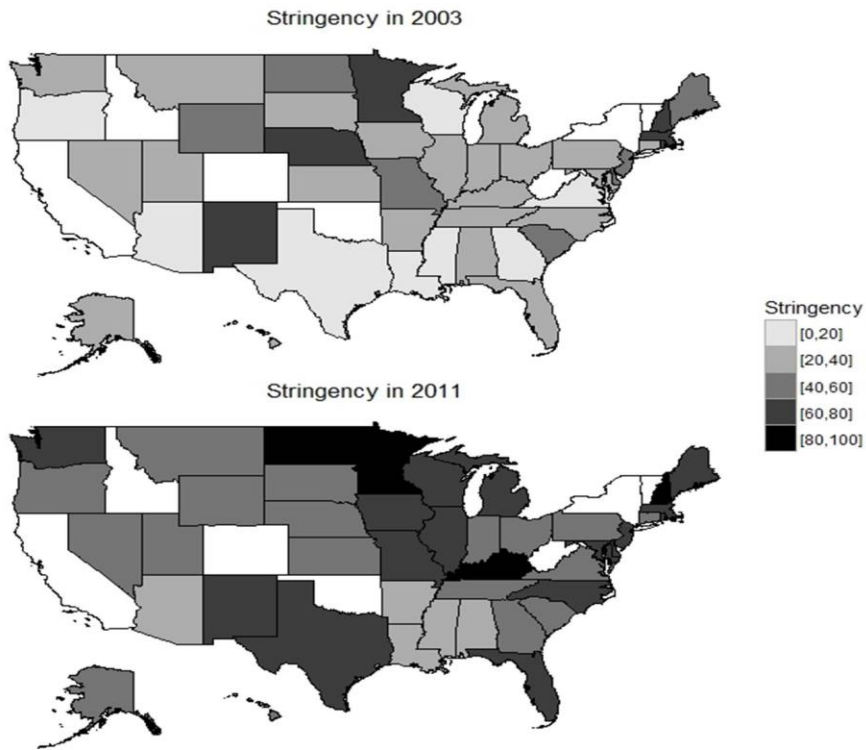 Stringency in 2003
Stringency
[0,20]
[20,40]
[40,60]
[60,80]
[80,100]
Stringency in 2011